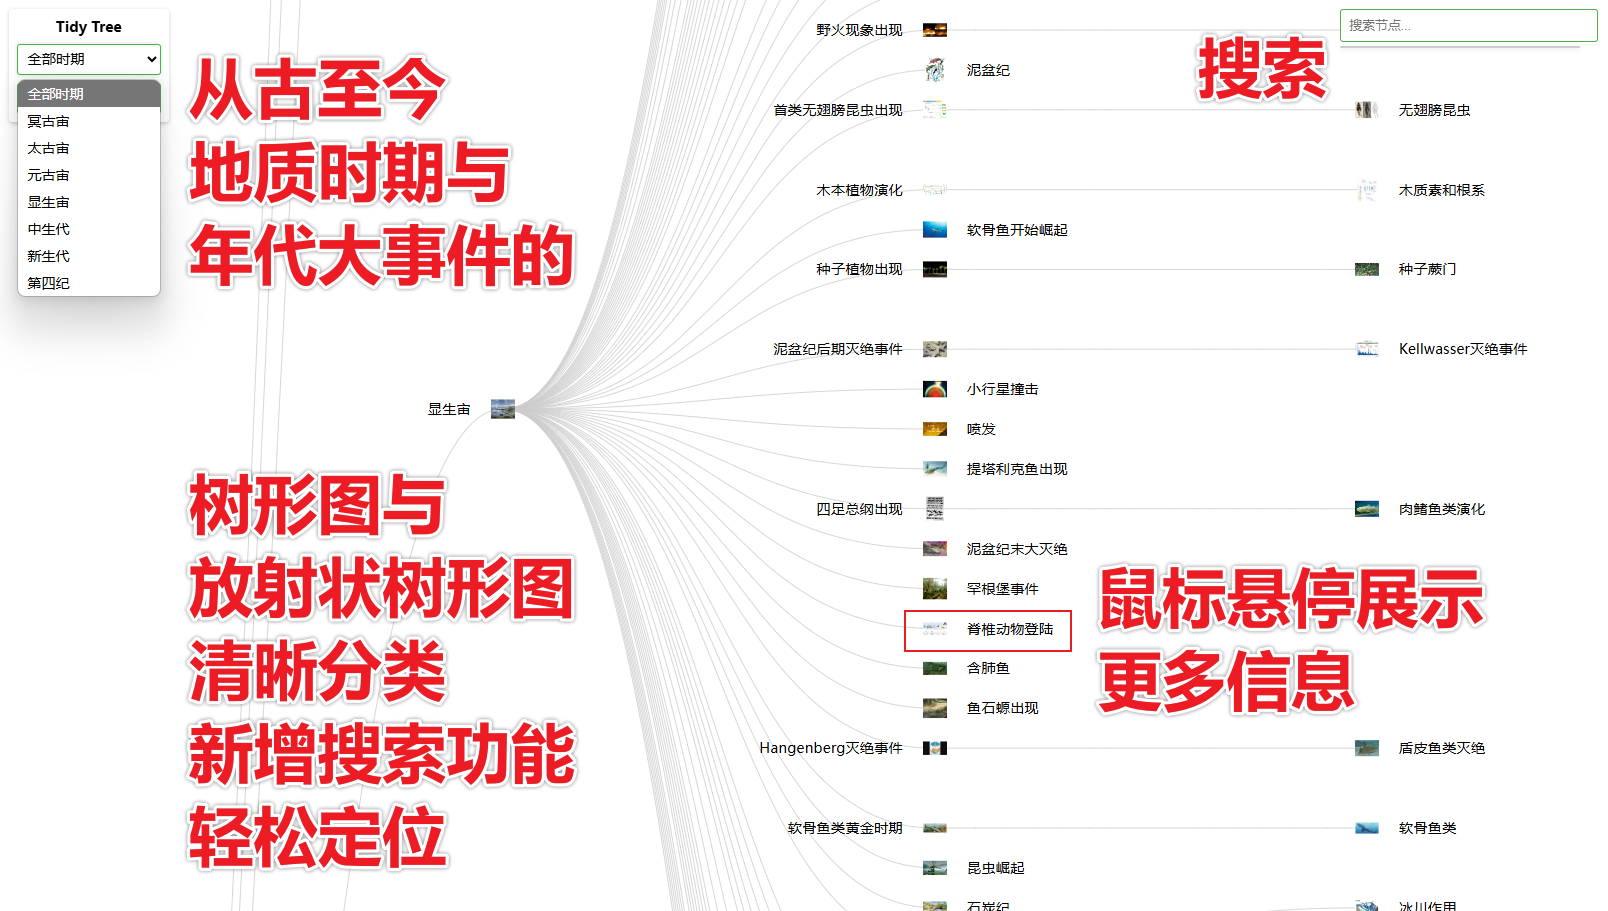 Tidy Tree
全部时期
全部时期
冥古宙
太古宙
元古宙
显生宙
中生代
新生代
第四纪
从古至今
地质时期与
年代大事件的
树形图与
放射状树形图
清晰分类
新增搜索功能
轻松定位
显生宙
搜索节点...
搜索
野火现象出现
泥盆纪
首类无翅膀昆虫出现
无翅膀昆虫
木本植物演化
木质素和根系
软骨鱼开始崛起
种子植物出现
种子蕨门
泥盆纪后期灭绝事件
Kellwasser灭绝事件
小行星撞击
喷发
提塔利克鱼出现
四足总纲出现
肉鳍鱼类演化
泥盆纪末大灭绝
罕根堡事件
脊椎动物登陆
含肺鱼
鱼石螈出现
Hangenberg灭绝事件
盾皮鱼类灭绝
软骨鱼类黄金时期
软骨鱼类
昆虫崛起
石炭纪
冰川作用
鼠标悬停展示
更多信息